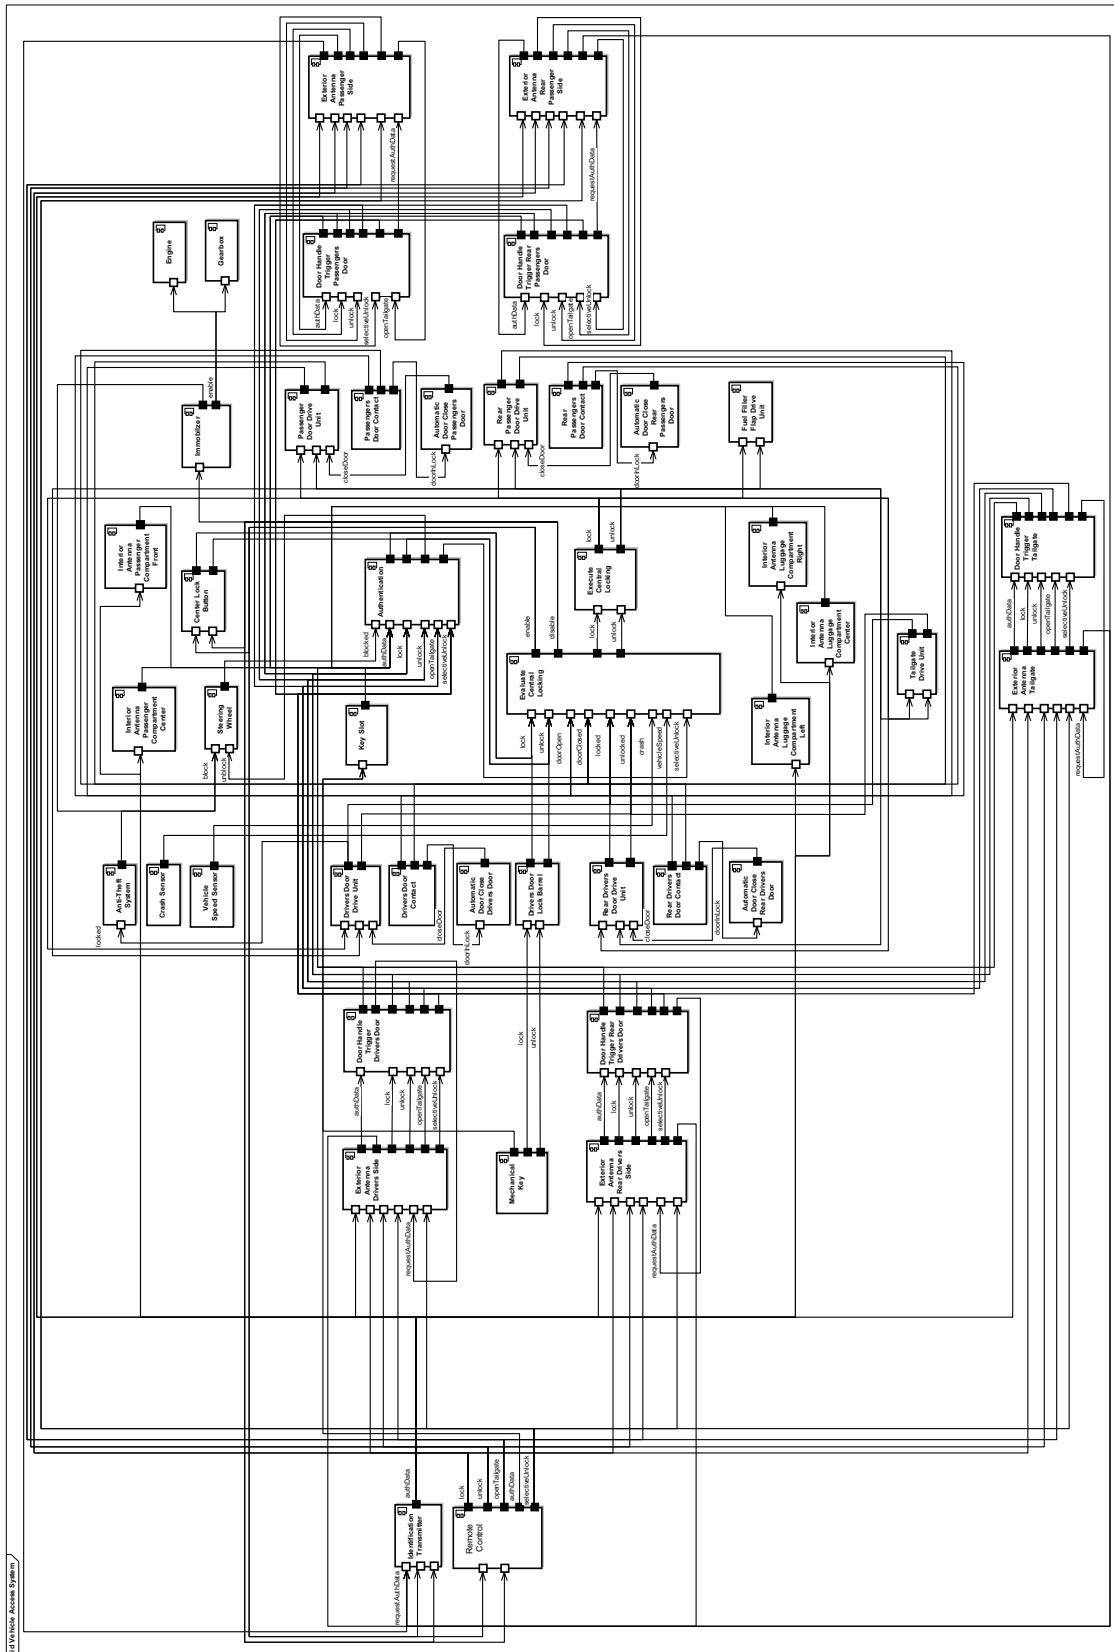 Exterior
Antenna
Passenger
Side
requestAuthData
Exterior
Antenna
Rear
Passenger
Side
requestAuthData
Engine
Gearbox
Door Handle
Trigger
Passengers
Door
authData
lock
unlock
selectiveUnlock
openTailgate
Door Handle
Trigger Rear
Passengers
Door
authData
lock
unlock
openTailgate
selectiveUnlock
Immobilizer
enable
Passenger
Door Drive
Unit
closeDoor
Passengers
Door Contact
Automatic
Door Close
Passengers
Door
doorInLock
Rear
Passenger
Door Drive
Unit
closeDoor
Rear
Passengers
Door Contact
Automatic
Door Close
Rear
Passengers
Door
doorInLock
Fuel Filler
Flap Drive
Unit
Interior
Antenna
Passenger
Compartment
Front
Center Lock
Button
Authentication
blocked
authData
lock
unlock
openTailgate
selectiveUnlock
Execute
Central
Locking
lock
unlock
lock
unlock
Interior
Antenna
Luggage
Compartment
Right
Interior
Antenna
Luggage
Compartment
Center
Door Handle
Trigger
Tailgate
authData
lock
unlock
openTailgate
selectiveUnlock
Interior
Antenna
Passenger
Compartment
Center
Steering
Wheel
block
unblock
Key Slot
Evaluate
Central
Locking
enable
disable
lock
unlock
doorOpen
doorClosed
locked
unlocked
crash
vehicleSpeed
selectiveUnlock
Interior
Antenna
Luggage
Compartment
Left
Tailgate
Drive Unit
Exterior
Antenna
Tailgate
requestAuthData
Anti-Theft
System
locked
Crash Sensor
Vehicle
Speed Sensor
Drivers Door
Drive Unit
closeDoor
Drivers Door
Contact
Automatic
Door Close
Drivers Door
doorInLock
Drivers Door
Lock Barrel
Rear Drivers
Door Drive
Unit
closeDoor
Rear Drivers
Door Contact
Automatic
Door Close
Rear Drivers
Door
doorInLock
Door Handle
Trigger
Drivers Door
authData
lock
unlock
openTailgate
selectiveUnlock
lock
unlock
Door Handle
Trigger Rear
Drivers Door
authData
lock
unlock
openTailgate
selectiveUnlock
Exterior
Antenna
Drivers Side
requestAuthData
Mechanical
Key
Exterior
Antenna
Rear Drivers
Side
requestAuthData
Identification
Transmitter
authData
requestAuthData
Remote
Control
lock
unlock
openTailgate
authData
selectiveUnlock
id Vehicle Access System